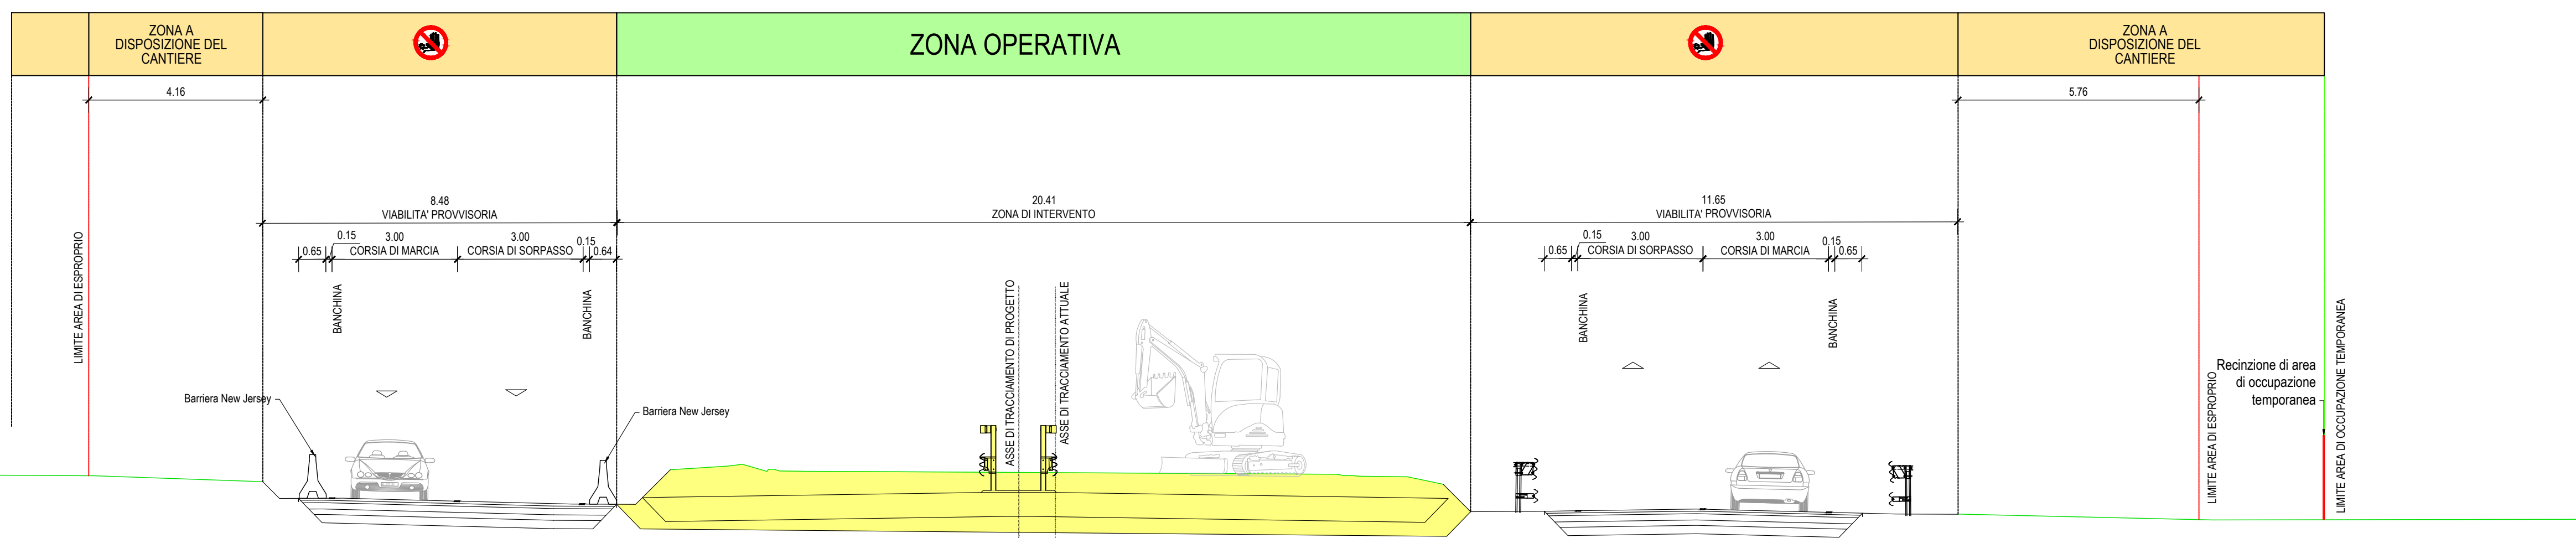 ZONA A
DISPOSIZIONE DEL
CANTIERE
ZONA OPERATIVA
ZONA A
DISPOSIZIONE DEL
CANTIERE
4.16
5.76
8.48
VIABILITA' PROVVISORIA
20.41
ZONA DI INTERVENTO
11.65
VIABILITA' PROVVISORIA
0.65
0.15
3.00
CORSIA DI MARCIA
3.00
CORSIA DI SORPASSO
0.15
0.64
0.65
0.15
3.00
CORSIA DI SORPASSO
3.00
CORSIA DI MARCIA
0.15
0.65
LIMITE AREA DI ESPROPRIO
BANCHINA
BANCHINA
ASSE DI TRACCIAMENTO DI PROGETTO
ASSE DI TRACCIAMENTO ATTUALE
BANCHINA
BANCHINA
Barriera New Jersey
Barriera New Jersey
LIMITE AREA DI ESPROPRIO
Recinzione di area
di occupazione
temporanea
LIMITE AREA DI OCCUPAZIONE TEMPORANEA